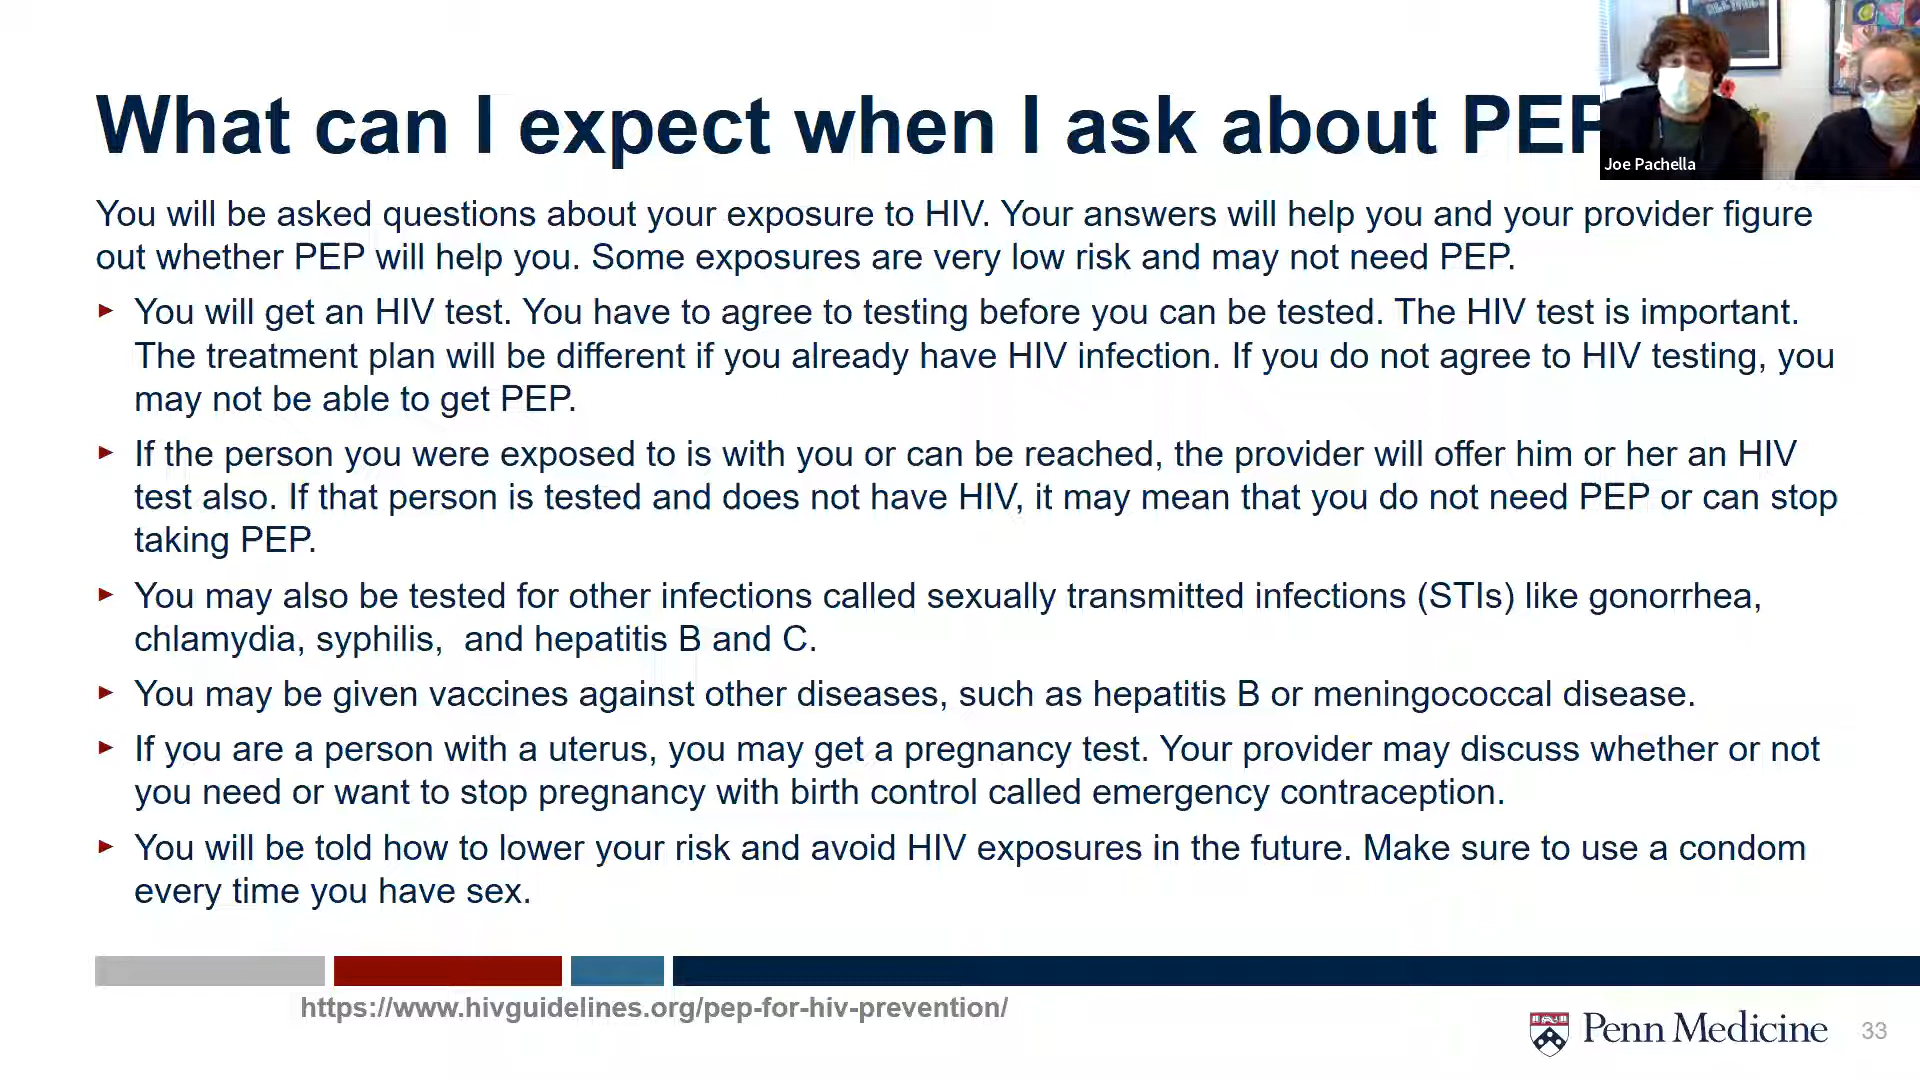 What can I expect when I ask about PEP
Joe Pachella
You will be asked questions about your exposure to HIV. Your answers will help you and your provider figure
out whether PEP will help you. Some exposures are very low risk and may not need PEP.
► You will get an HIV test. You have to agree to testing before you can be tested. The HIV test is important.
The treatment plan will be different if you already have HIV infection. If you do not agree to HIV testing, you
may not be able to get PEP.
► If the person you were exposed to is with you or can be reached, the provider will offer him or her an HIV
test also. If that person is tested and does not have HIV, it may mean that you do not need PEP or can stop
taking PEP.
► You may also be tested for other infections called sexually transmitted infections (STIs) like gonorrhea,
chlamydia, syphilis,  and hepatitis B and C.
► You may be given vaccines against other diseases, such as hepatitis B or meningococcal disease.
► If you are a person with a uterus, you may get a pregnancy test. Your provider may discuss whether or not
you need or want to stop pregnancy with birth control called emergency contraception.
► You will be told how to lower your risk and avoid HIV exposures in the future. Make sure to use a condom
every time you have sex.
https://www.hivguidelines.org/pep-for-hiv-prevention/
Penn Medicine
33